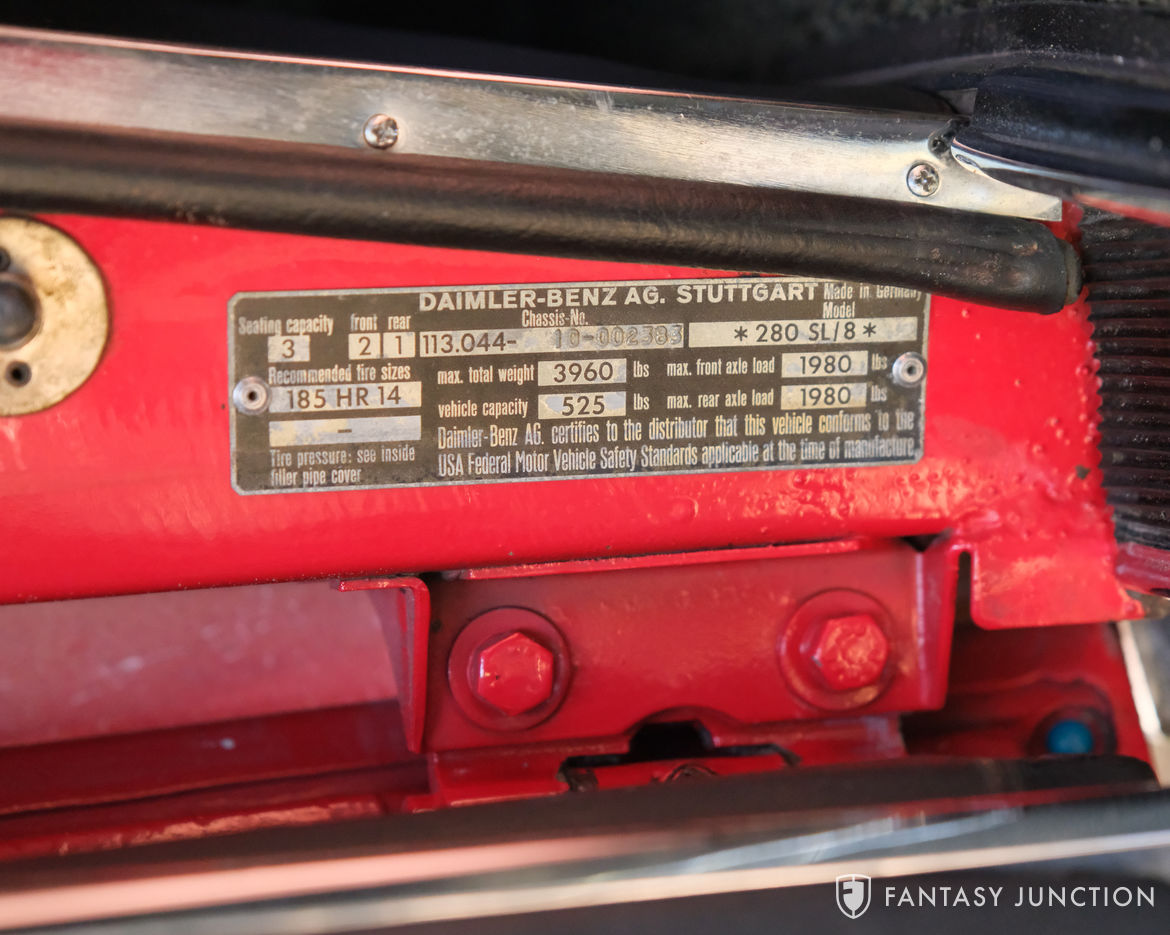 DAIMLER-BENZ AG. STUTTGART Made in Germany
Seating capacity front rear Chassis-No. Model
3 2 1 113.044- 10-002383 *280 SL/8*
Recommended tire sizes max. total weight 3960 lbs max. front axle load 1980 lbs
185 HR 14 vehicle capacity 525 lbs max. rear axle load 1980 lbs
- Daimler-Benz AG. certifies to the distributor that this vehicle conforms to the
Tire pressure: see inside USA Federal Motor Vehicle Safety Standards applicable at the time of manufacture
filler pipe cover
FANTASY JUNCTION